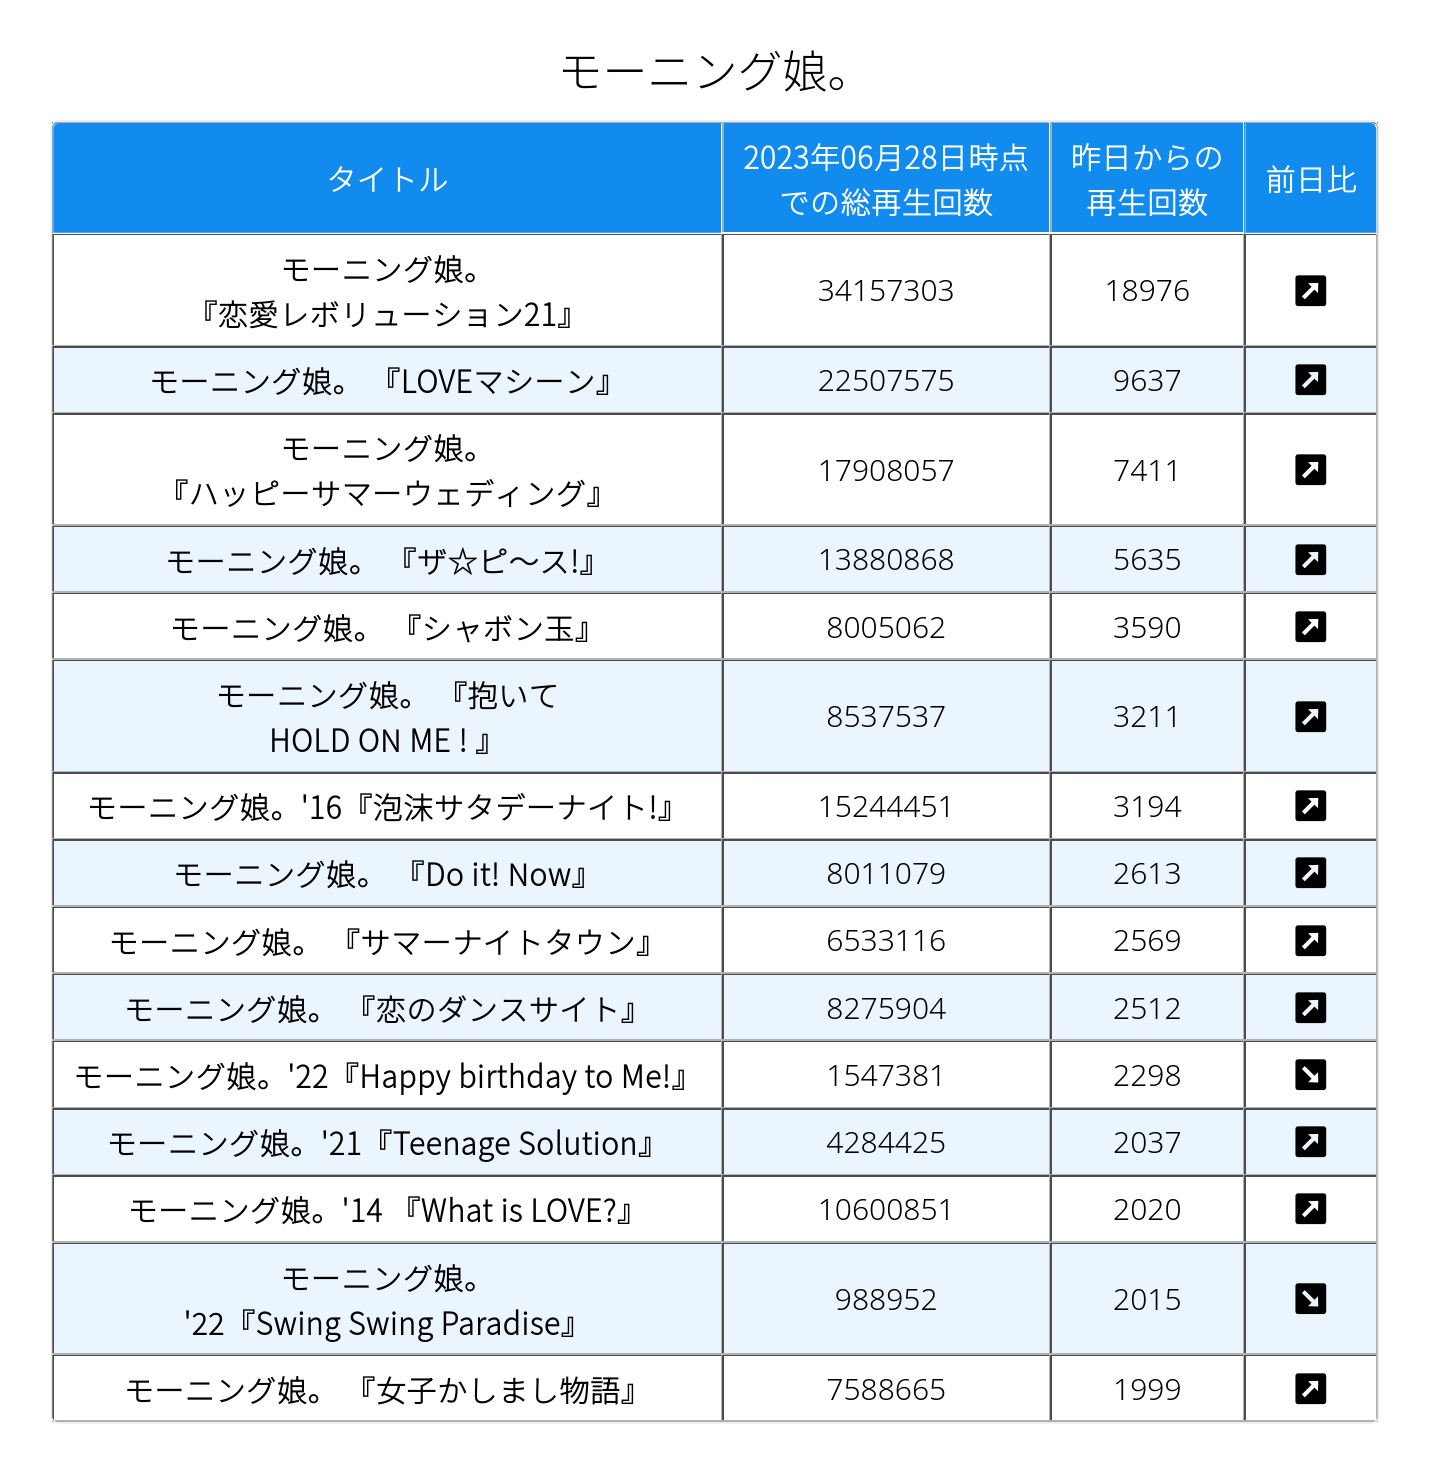 モーニング娘。
タイトル
2023年06月28日時点
での総再生回数
昨日からの
再生回数
前日比
モーニング娘。
『恋愛レボリューション21』
34157303
18976
モーニング娘。 『LOVEマシーン』
22507575
9637
モーニング娘。
『ハッピーサマーウェディング』
17908057
7411
モーニング娘。 『ザ☆ピ〜ス!』
13880868
5635
モーニング娘。 『シャボン玉』
8005062
3590
モーニング娘。 『抱いて
HOLD ON ME ! 』
8537537
3211
モーニング娘。'16『泡沫サタデーナイト!』
15244451
3194
モーニング娘。 『Do it! Now』
8011079
2613
モーニング娘。 『サマーナイトタウン』
6533116
2569
モーニング娘。 『恋のダンスサイト』
8275904
2512
モーニング娘。'22『Happy birthday to Me!』
1547381
2298
モーニング娘。'21『Teenage Solution』
4284425
2037
モーニング娘。'14 『What is LOVE?』
10600851
2020
モーニング娘。
'22『Swing Swing Paradise』
988952
2015
モーニング娘。 『女子かしまし物語』
7588665
1999